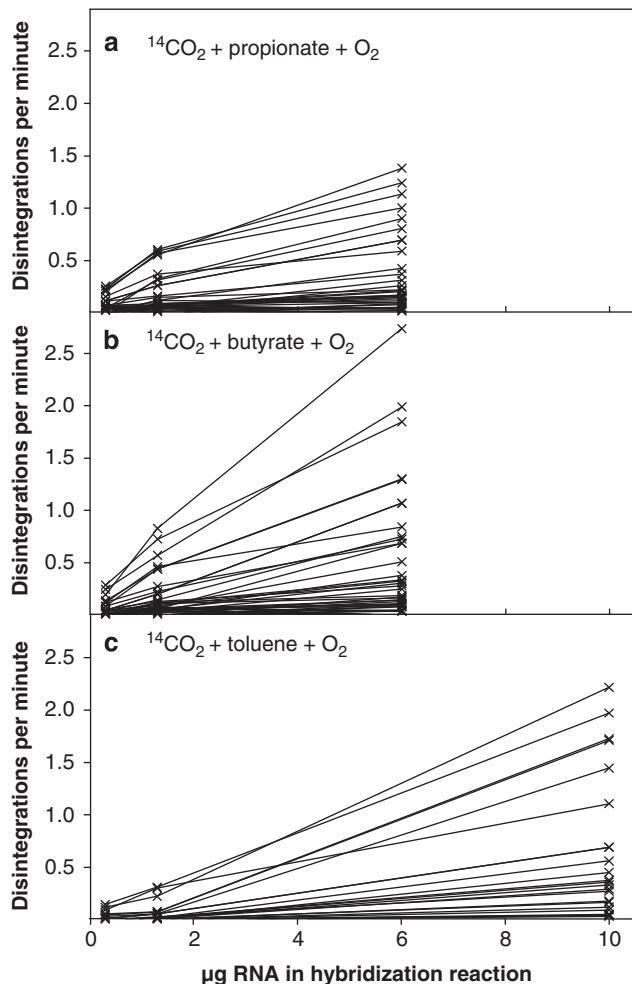 a ¹⁴CO₂ + propionate + O₂
Disintegrations per minute
2.5
2.0
1.5
1.0
0.5
b ¹⁴CO₂ + butyrate + O₂
Disintegrations per minute
2.5
2.0
1.5
1.0
0.5
c ¹⁴CO₂ + toluene + O₂
Disintegrations per minute
2.5
2.0
1.5
1.0
0.5
0 2 4 6 8 10
µg RNA in hybridization reaction